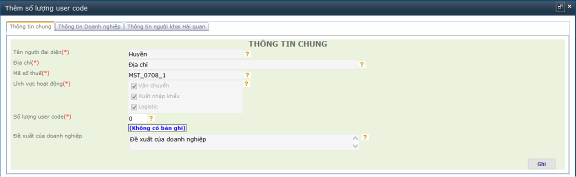 Thêm số lượng user code
Thông tin chung
Thông tin Doanh nghiệp
Thông tin người khai Hải quan
THÔNG TIN CHUNG
Tên người đại diện(*)
Huyền
?
Địa chỉ(*)
Địa chỉ
?
Mã số thuế(*)
MST_0708_1
?
Lĩnh vực hoạt động(*)
Vận chuyển
?
Xuất nhập khẩu
Logistic
Số lượng user code(*)
0
?
(Không có bản ghi)
Đề xuất của doanh nghiệp
Đề xuất của doanh nghiệp
?
Ghi